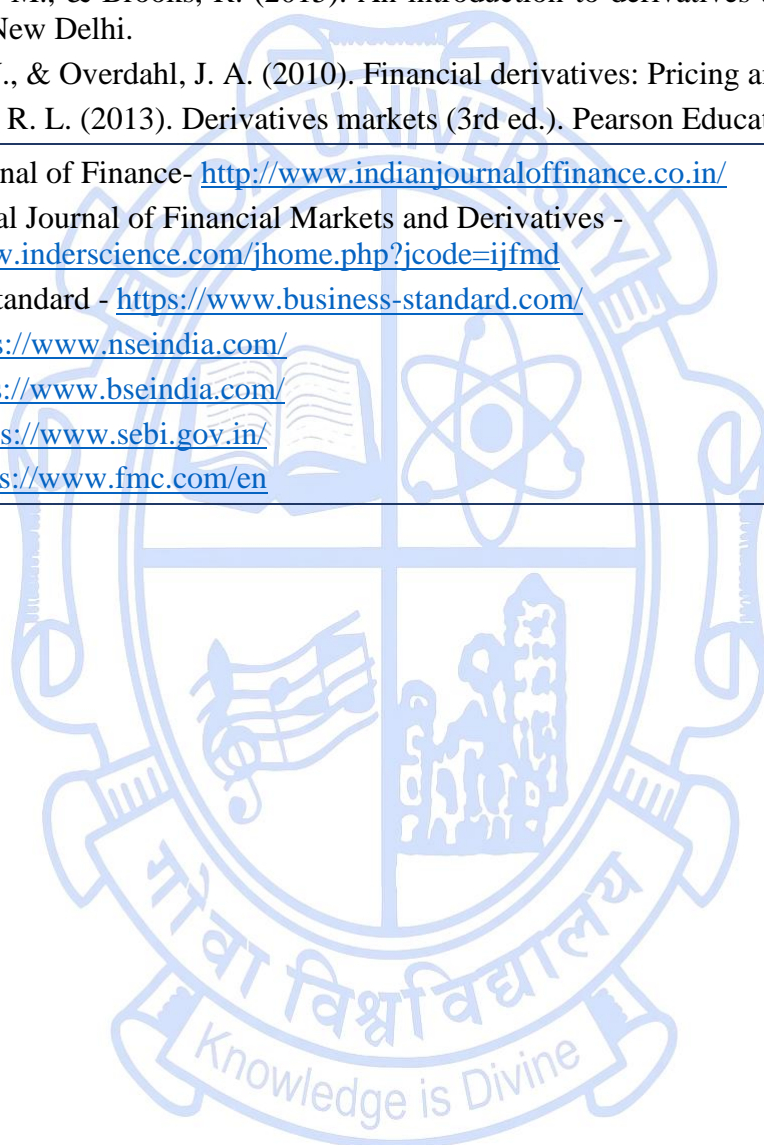 M., & Brooks, R. (2015). An introduction to derivatives
New Delhi.
., & Overdahl, J. A. (2010). Financial derivatives: Pricing
R. L. (2013). Derivatives markets (3rd ed.). Pearson Educat
nal of Finance- http://www.indianjournaloffinance.co.in/
al Journal of Financial Markets and Derivatives -
w.inderscience.com/jhome.php?jcode=ijfmd
tandard - https://www.business-standard.com/
s://www.nseindia.com/
s://www.bseindia.com/
s://www.sebi.gov.in/
s://www.fmc.com/en
GOA UNIVERSITY
गोंवा विश्वविद्यालय
Knowledge is Divine